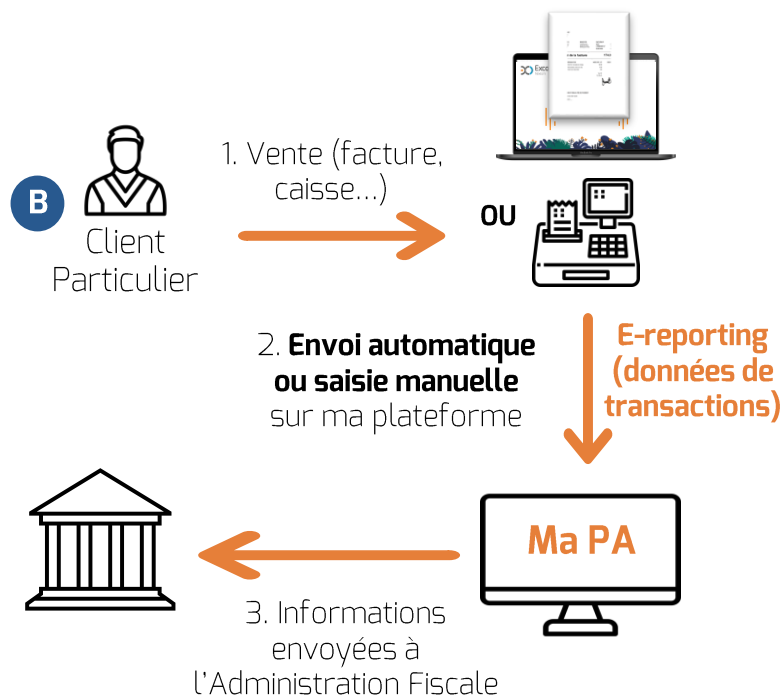 B
Client
Particulier
1. Vente (facture,
caisse...)
OU
2. Envoi automatique
ou saisie manuelle
sur ma plateforme
E-reporting
(données de
transactions)
Ma PA
3. Informations
envoyées à
l'Administration Fiscale